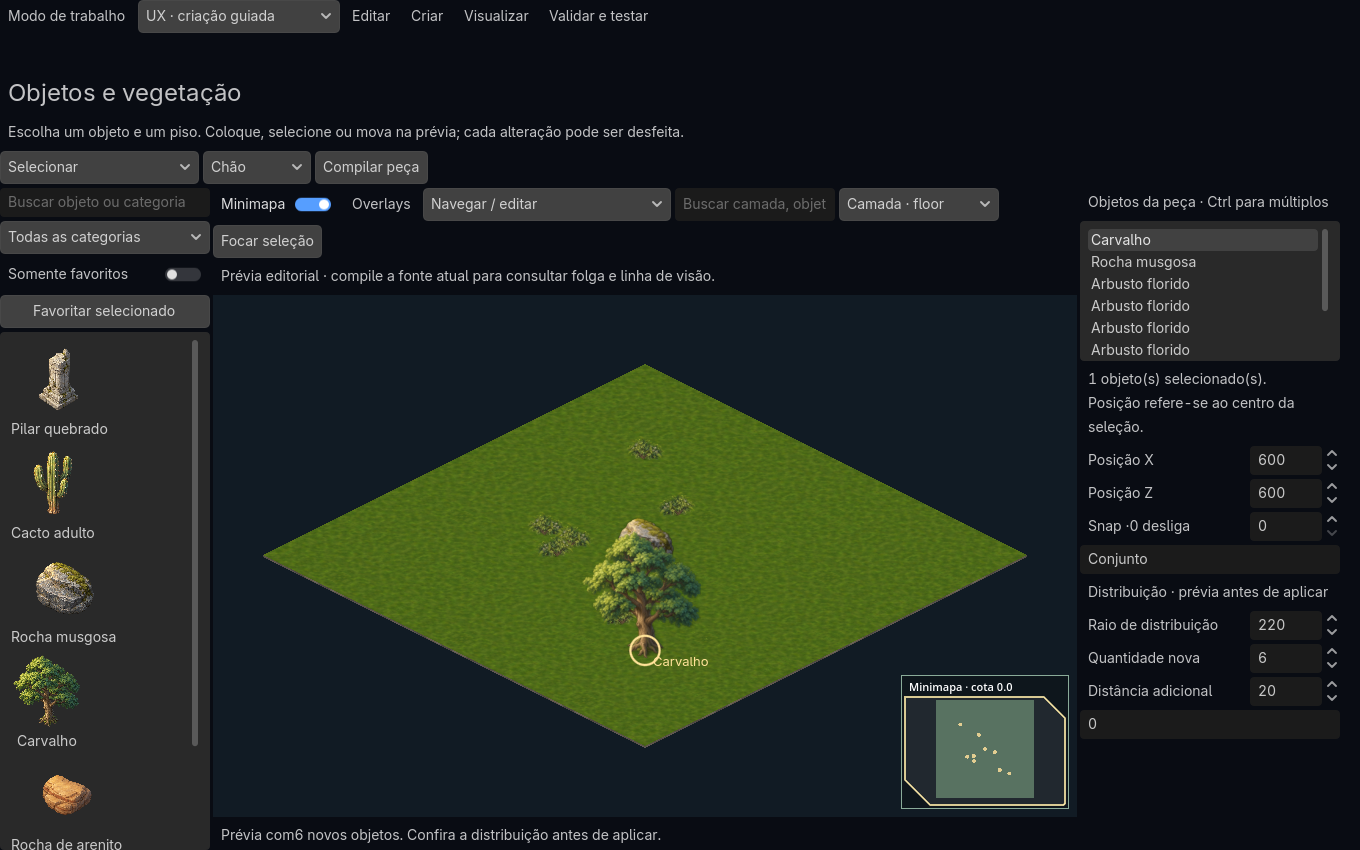 Modo de trabalho UX · criação guiada Editar Criar Visualizar Validar e testar
Objetos e vegetação
Escolha um objeto e um piso. Coloque, selecione ou mova na prévia; cada alteração pode ser desfeita.
Selecionar Chão Compilar peça
Buscar objeto ou categoria
Todas as categorias
Somente favoritos
Favoritar selecionado
Pilar quebrado
Cacto adulto
Rocha musgosa
Carvalho
Rocha de arenito
Minimapa Overlays Navegar / editar Buscar camada, objet Camada · floor
Focar seleção
Prévia editorial · compile a fonte atual para consultar folga e linha de visão.
Carvalho
Minimapa · cota 0.0
Prévia com6 novos objetos. Confira a distribuição antes de aplicar.
Objetos da peça · Ctrl para múltiplos
Carvalho
Rocha musgosa
Arbusto florido
Arbusto florido
Arbusto florido
Arbusto florido
1 objeto(s) selecionado(s).
Posição refere-se ao centro da
seleção.
Posição X 600
Posição Z 600
Snap ·0 desliga 0
Conjunto
Distribuição · prévia antes de aplicar
Raio de distribuição 220
Quantidade nova 6
Distância adicional 20
0